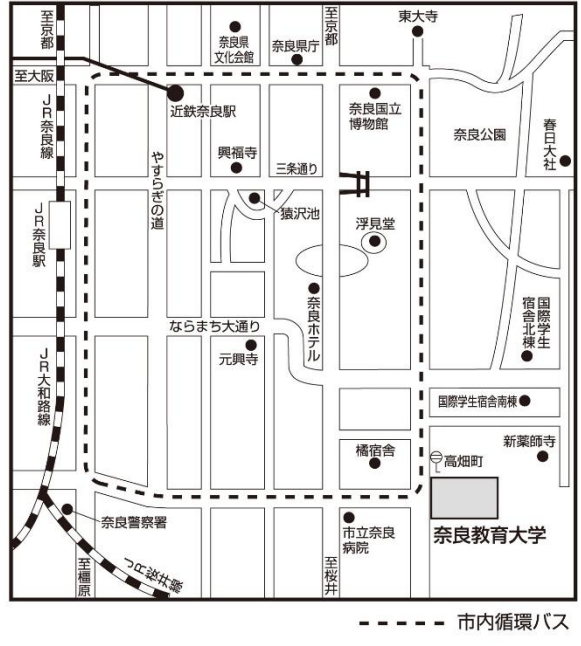 至京都
至京都
東大寺
奈良県
文化会館
奈良県庁
至大阪
JR奈良線
近鉄奈良駅
奈良国立
博物館
奈良公園
春日大社
興福寺
三条通り
やすらぎの道
猿沢池
浮見堂
JR奈良駅
奈良ホテル
国際学生
宿舎北棟
ならまち大通り
元興寺
JR大和路線
国際学生宿舎南棟
橘宿舎
高畑町
新薬師寺
奈良警察署
市立奈良
病院
奈良教育大学
至橿原
JR桜井線
至桜井
市内循環バス